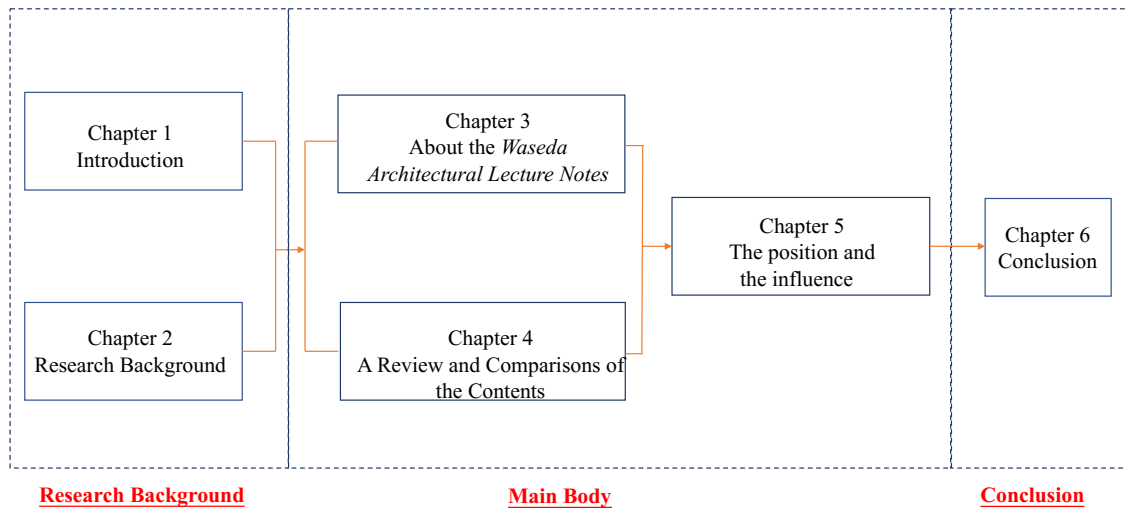 Chapter 1
Introduction
Chapter 2
Research Background
Chapter 3
About the Waseda
Architectural Lecture Notes
Chapter 4
A Review and Comparisons of
the Contents
Chapter 5
The position and
the influence
Chapter 6
Conclusion
Research Background
Main Body
Conclusion